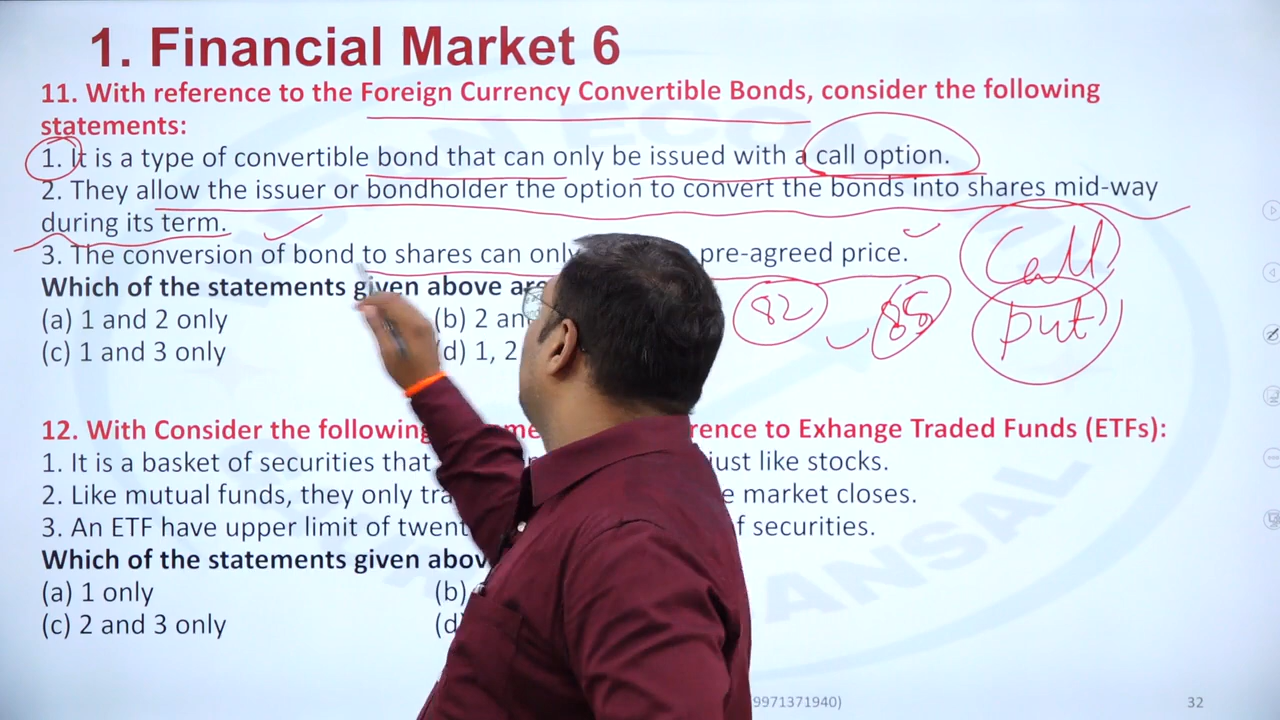 1. Financial Market 6
11. With reference to the Foreign Currency Convertible Bonds, consider the following
statements:
1. It is a type of convertible bond that can only be issued with a call option.
2. They allow the issuer or bondholder the option to convert the bonds into shares mid-way
during its term.
3. The conversion of bond to shares can only pre-agreed price.
Call
Which of the statements given above are
82 85
put
(a) 1 and 2 only (b) 2 an
(c) 1 and 3 only (d) 1, 2
12. With Consider the following to Exhange Traded Funds (ETFs):
1. It is a basket of securities that just like stocks.
2. Like mutual funds, they only market closes.
3. An ETF have upper limit of securities.
Which of the statements given
(a) 1 only (b)
(c) 2 and 3 only (d
9971371940) 32